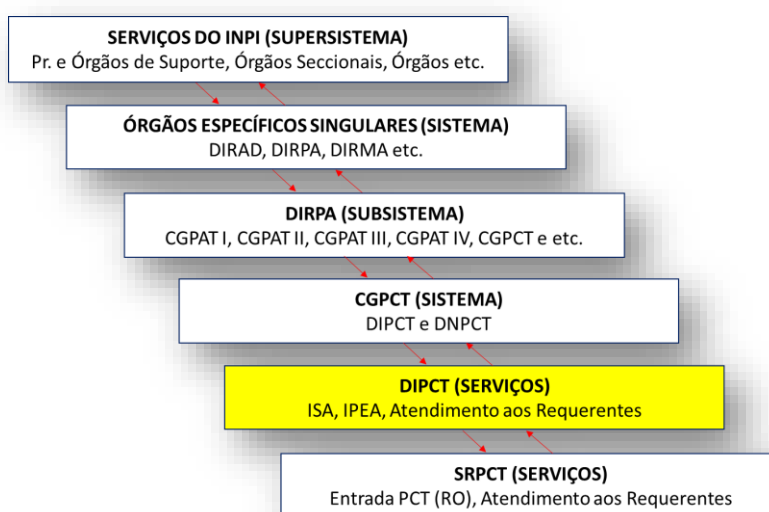 SERVIÇOS DO INPI (SUPERSISTEMA)
Pr. e Órgãos de Suporte, Órgãos Seccionais, Órgãos etc.
ÓRGÃOS ESPECÍFICOS SINGULARES (SISTEMA)
DIRAD, DIRPA, DIRMA etc.
DIRPA (SUBSISTEMA)
CGPAT I, CGPAT II, CGPAT III, CGPAT IV, CGPCT e etc.
CGPCT (SISTEMA)
DIPCT e DNPCT
DIPCT (SERVIÇOS)
ISA, IPEA, Atendimento aos Requerentes
SRPCT (SERVIÇOS)
Entrada PCT (RO), Atendimento aos Requerentes